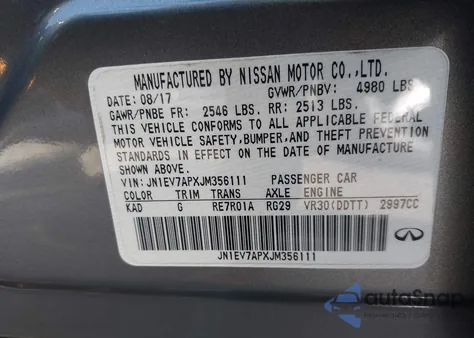 MANUFACTURED BY NISSAN MOTOR CO.,LTD.
DATE: 08/17 GVWR/PNBV: 4980 LBS
GAWR/PNBE FR: 2546 LBS. RR: 2513 LBS.
THIS VEHICLE CONFORMS TO ALL APPLICABLE FEDERAL
MOTOR VEHICLE SAFETY,BUMPER,AND THEFT PREVENTION
STANDARDS IN EFFECT ON THE DATE OF MANUFACTURE
SHOWN ABOVE.
VIN: JN1EV7APXJM356111 PASSENGER CAR
COLOR TRIM TRANS AXLE ENGINE
KAD G RE7R01A RG29 VR30(DDTT) 2997CC
JN1EV7APXJM356111
INFINITI
autoSnap